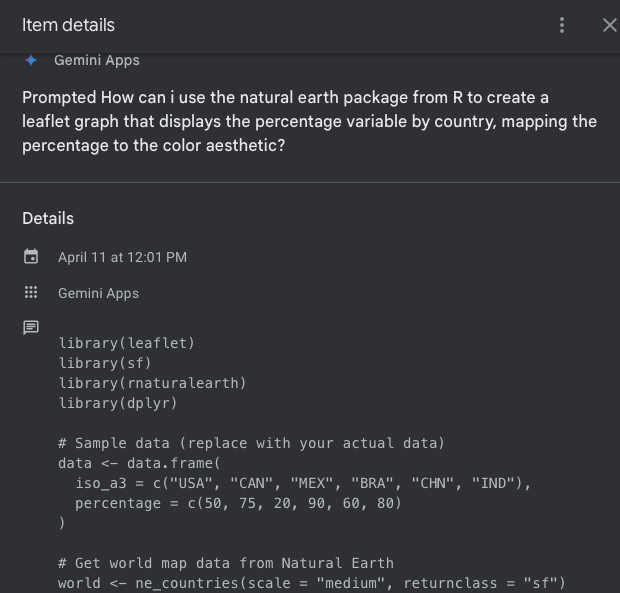 Item details
Gemini Apps
Prompted How can i use the natural earth package from R to create a
leaflet graph that displays the percentage variable by country, mapping the
percentage to the color aesthetic?
Details
April 11 at 12:01 PM
Gemini Apps
library(leaflet)
library(sf)
library(rnaturalearth)
library(dplyr)
# Sample data (replace with your actual data)
data <- data.frame(
  iso_a3 = c("USA", "CAN", "MEX", "BRA", "CHN", "IND"),
  percentage = c(50, 75, 20, 90, 60, 80)
)
# Get world map data from Natural Earth
world <- ne_countries(scale = "medium", returnclass = "sf")